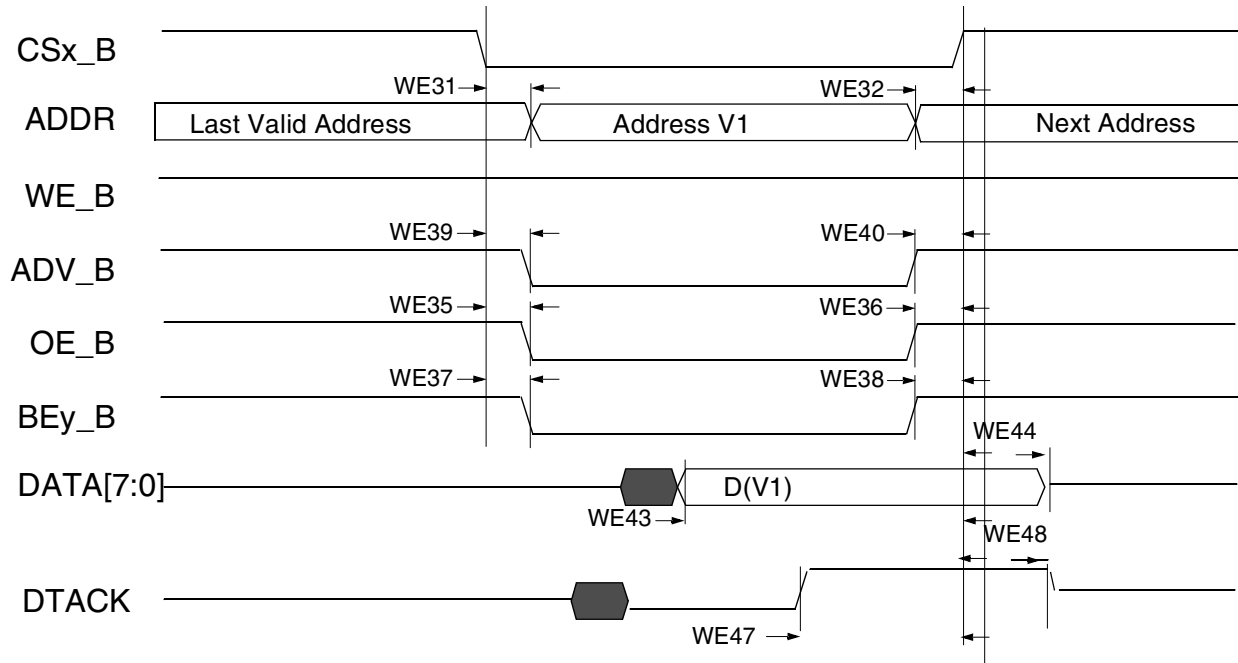 CSx_B
WE31
WE32
ADDR
Last Valid Address
Address V1
Next Address
WE_B
WE39
WE40
ADV_B
WE35
WE36
OE_B
WE37
WE38
BEy_B
WE44
DATA[7:0]
D(V1)
WE43
WE48
DTACK
WE47